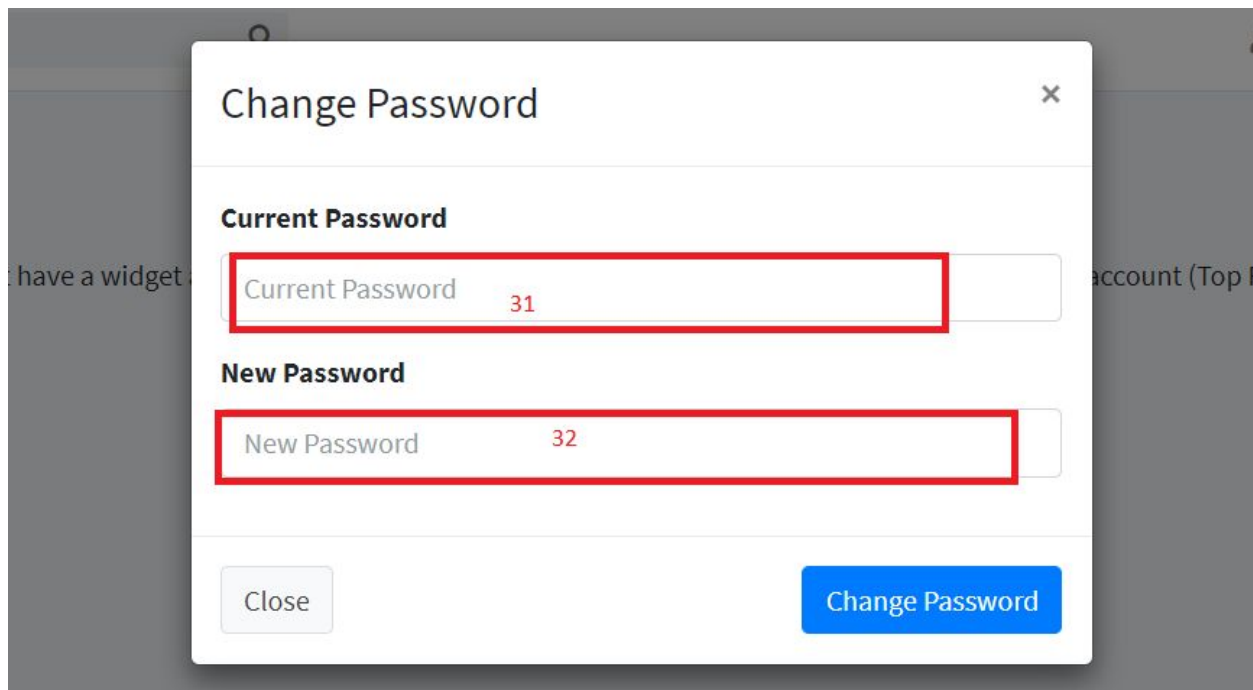 Change Password ×
Current Password
have a widget
account (Top
Current Password 31
New Password
New Password 32
Close Change Password